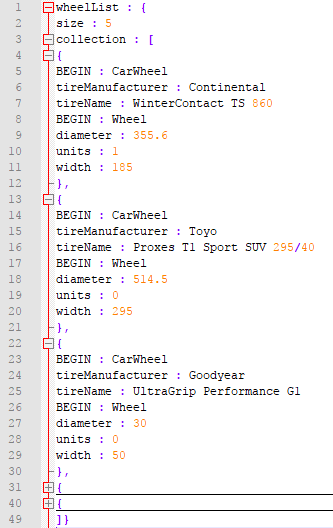 1 wheelList : {
2 size : 5
3 collection : [
4 {
5 BEGIN : CarWheel
6 tireManufacturer : Continental
7 tireName : WinterContact TS 860
8 BEGIN : Wheel
9 diameter : 355.6
10 units : 1
11 width : 185
12 },
13 {
14 BEGIN : CarWheel
15 tireManufacturer : Toyo
16 tireName : Proxes T1 Sport SUV 295/40
17 BEGIN : Wheel
18 diameter : 514.5
19 units : 0
20 width : 295
21 },
22 {
23 BEGIN : CarWheel
24 tireManufacturer : Goodyear
25 tireName : UltraGrip Performance G1
26 BEGIN : Wheel
27 diameter : 30
28 units : 0
29 width : 50
30 },
31 {
40 {
49 ]}